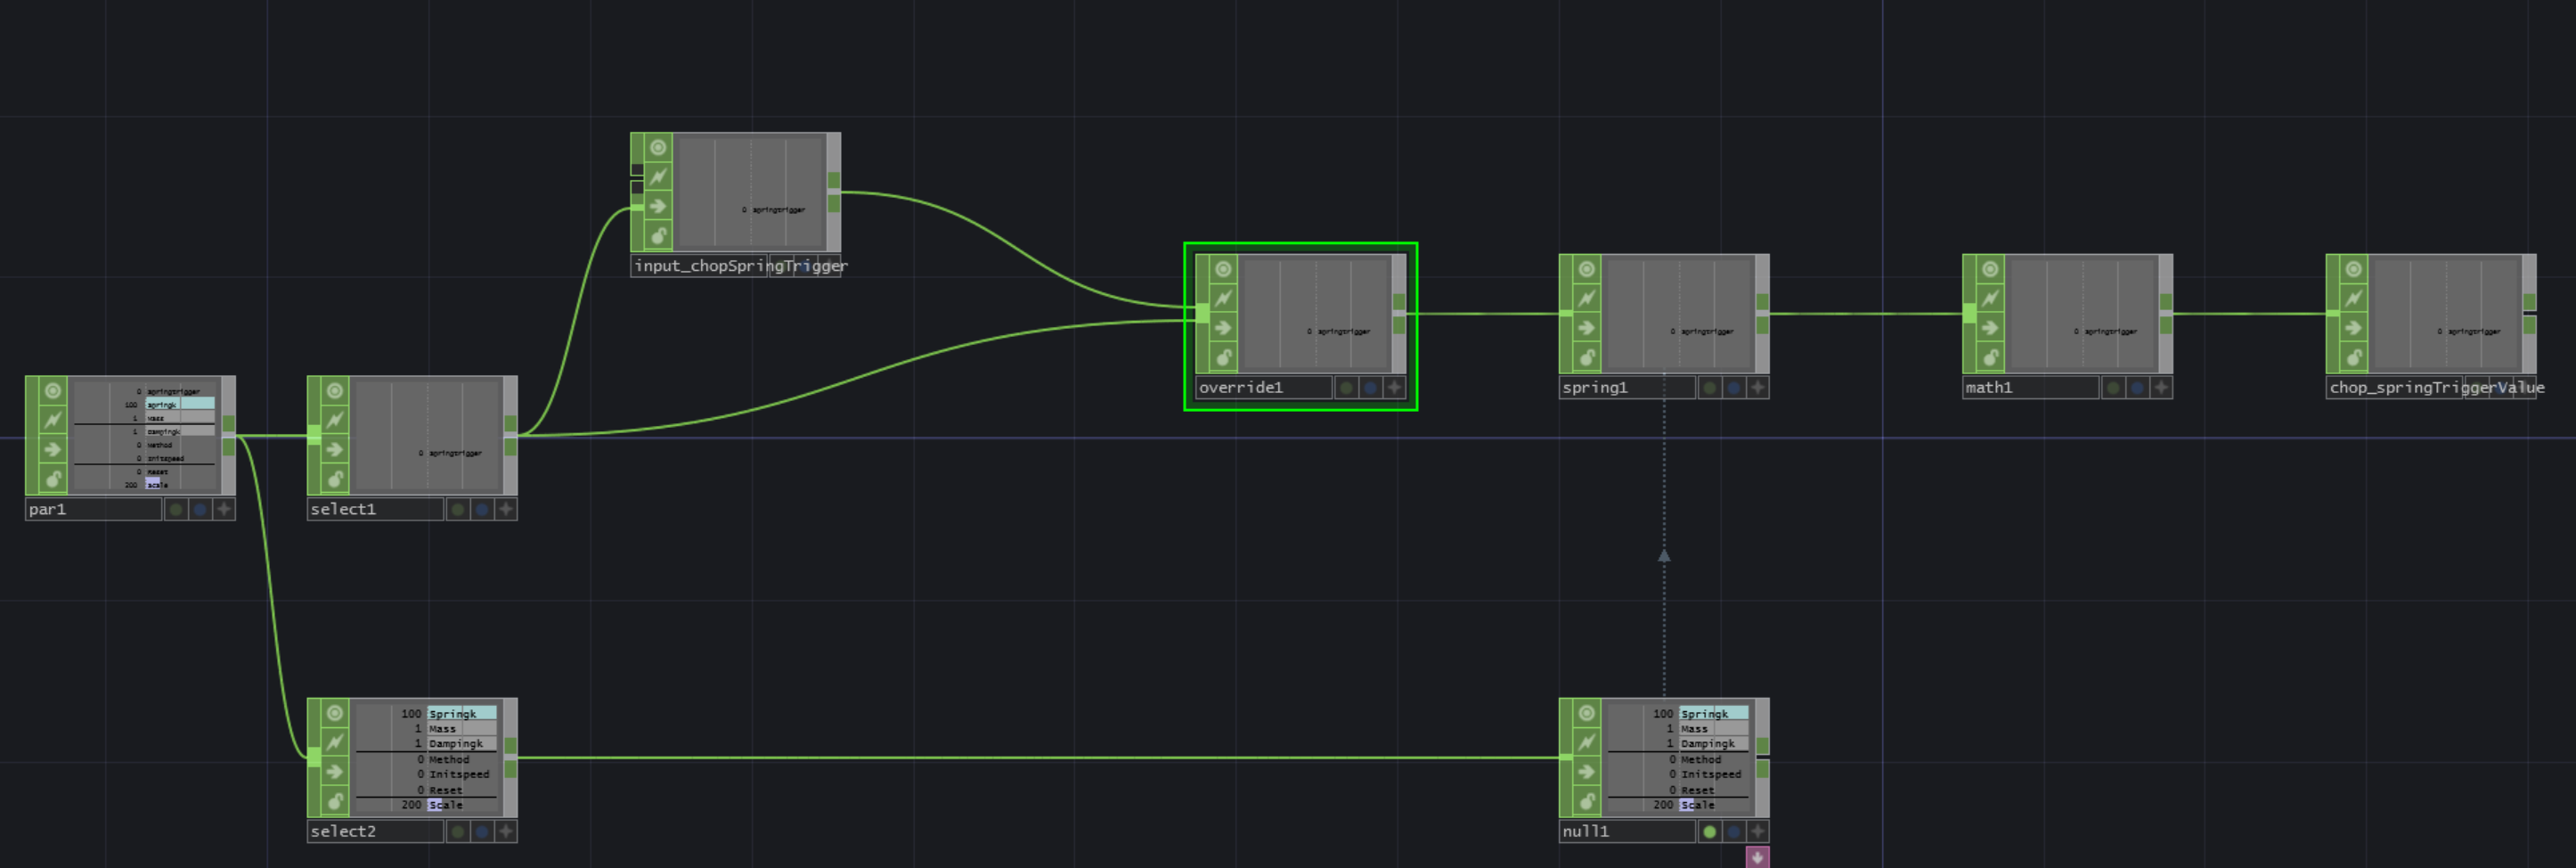 0 springtrigger
input_chopSpringTrigger
0 springtrigger
override1
0 springtrigger
spring1
0 springtrigger
math1
0 springtrigger
chop_springTriggerValue
0 springtrigger
100 Springk
1 Mass
1 Dampingk
0 Method
0 Initspeed
0 Reset
200 Scale
par1
0 springtrigger
select1
100 Springk
1 Mass
1 Dampingk
0 Method
0 Initspeed
0 Reset
200 Scale
select2
100 Springk
1 Mass
1 Dampingk
0 Method
0 Initspeed
0 Reset
200 Scale
null1